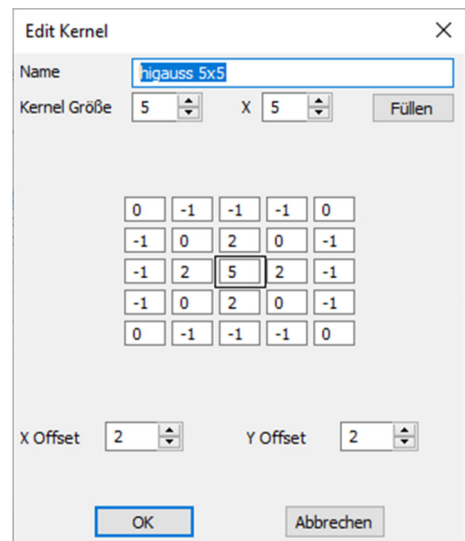 Edit Kernel
Name higauss 5x5
Kernel Größe 5 X 5 Füllen
0 -1 -1 -1 0
-1 0 2 0 -1
-1 2 5 2 -1
-1 0 2 0 -1
0 -1 -1 -1 0
X Offset 2 Y Offset 2
OK Abbrechen